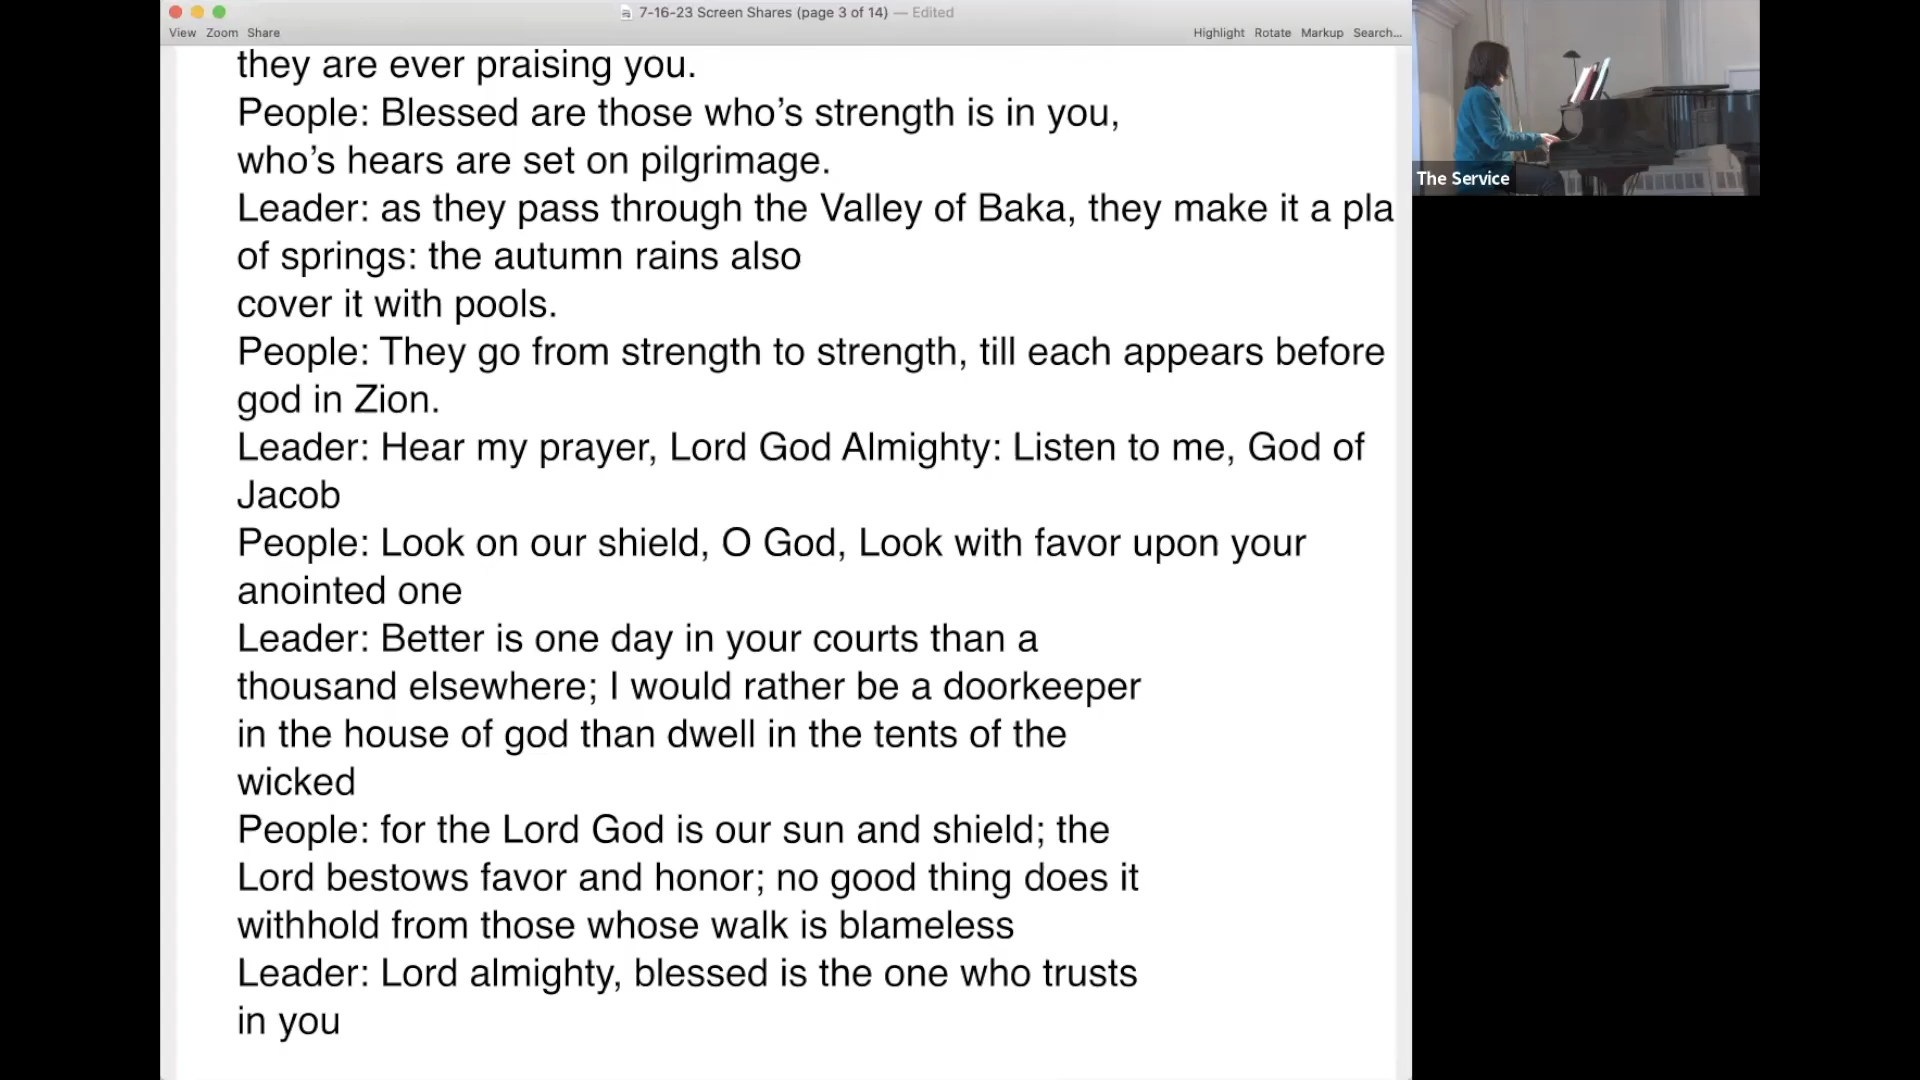 7-16-23 Screen Shares (page 3 of 14) — Edited
View Zoom Share
Highlight Rotate Markup Search...
they are ever praising you.
People: Blessed are those who’s strength is in you,
who’s hears are set on pilgrimage.
Leader: as they pass through the Valley of Baka, they make it a pla
of springs: the autumn rains also
cover it with pools.
People: They go from strength to strength, till each appears before
god in Zion.
Leader: Hear my prayer, Lord God Almighty: Listen to me, God of
Jacob
People: Look on our shield, O God, Look with favor upon your
anointed one
Leader: Better is one day in your courts than a
thousand elsewhere; I would rather be a doorkeeper
in the house of god than dwell in the tents of the
wicked
People: for the Lord God is our sun and shield; the
Lord bestows favor and honor; no good thing does it
withhold from those whose walk is blameless
Leader: Lord almighty, blessed is the one who trusts
in you
The Service